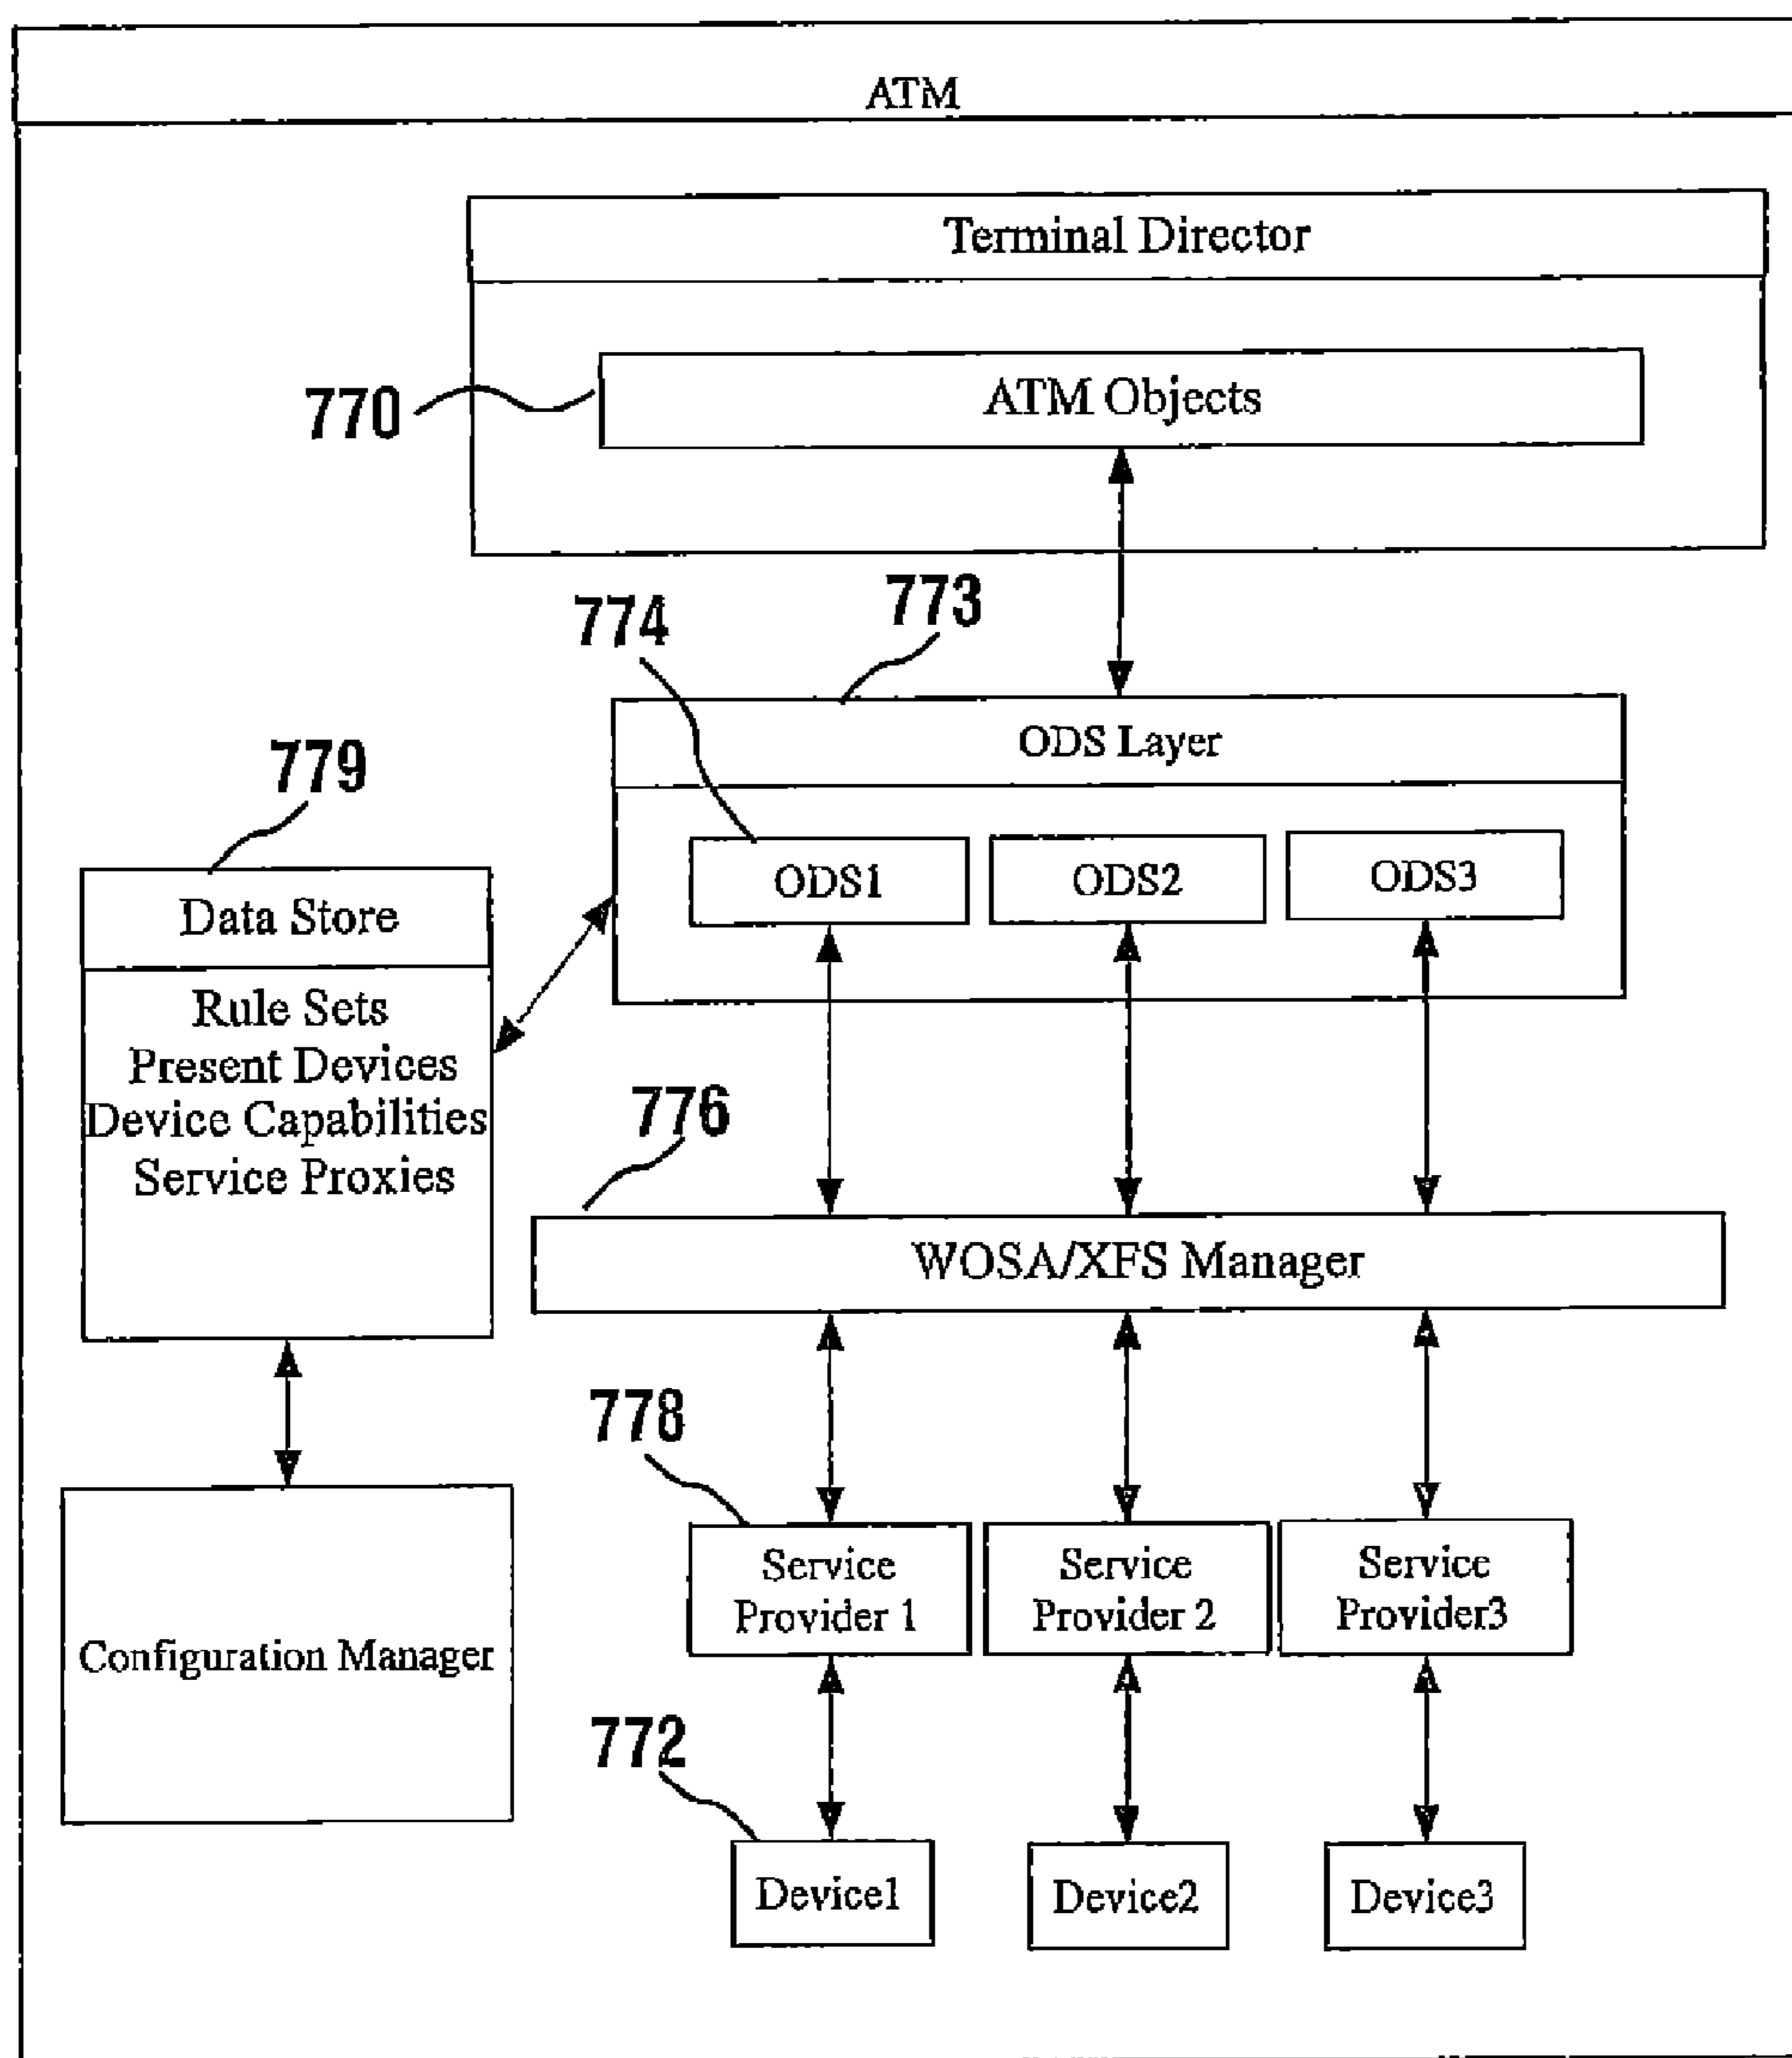 ATM
Terminal Director
770
ATM Objects
773
774
ODS Layer
779
ODS1
ODS2
ODS3
Data Store
Rule Sets
Present Devices
Device Capabilities
Service Proxies
776
WOSA/XFS Manager
778
Service
Provider 1
Service
Provider 2
Service
Provider3
Configuration Manager
772
Device1
Device2
Device3